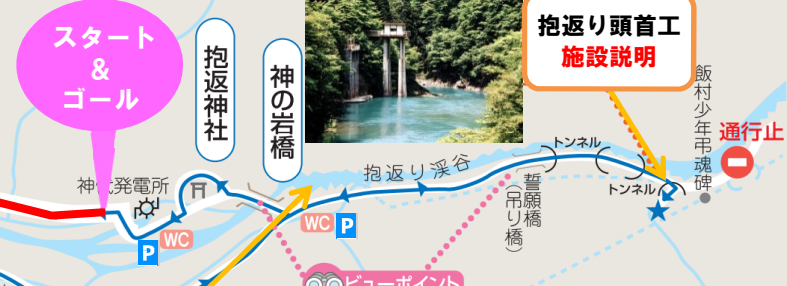 スタート
&
ゴール
抱返神社
神の岩橋
抱返り頭首工
施設説明
飯村少年弔魂碑
通行止
トンネル
トンネル
抱返り渓谷
誓願橋
（吊り橋）
神代発電所
P
WC
WC
P
ビューポイント